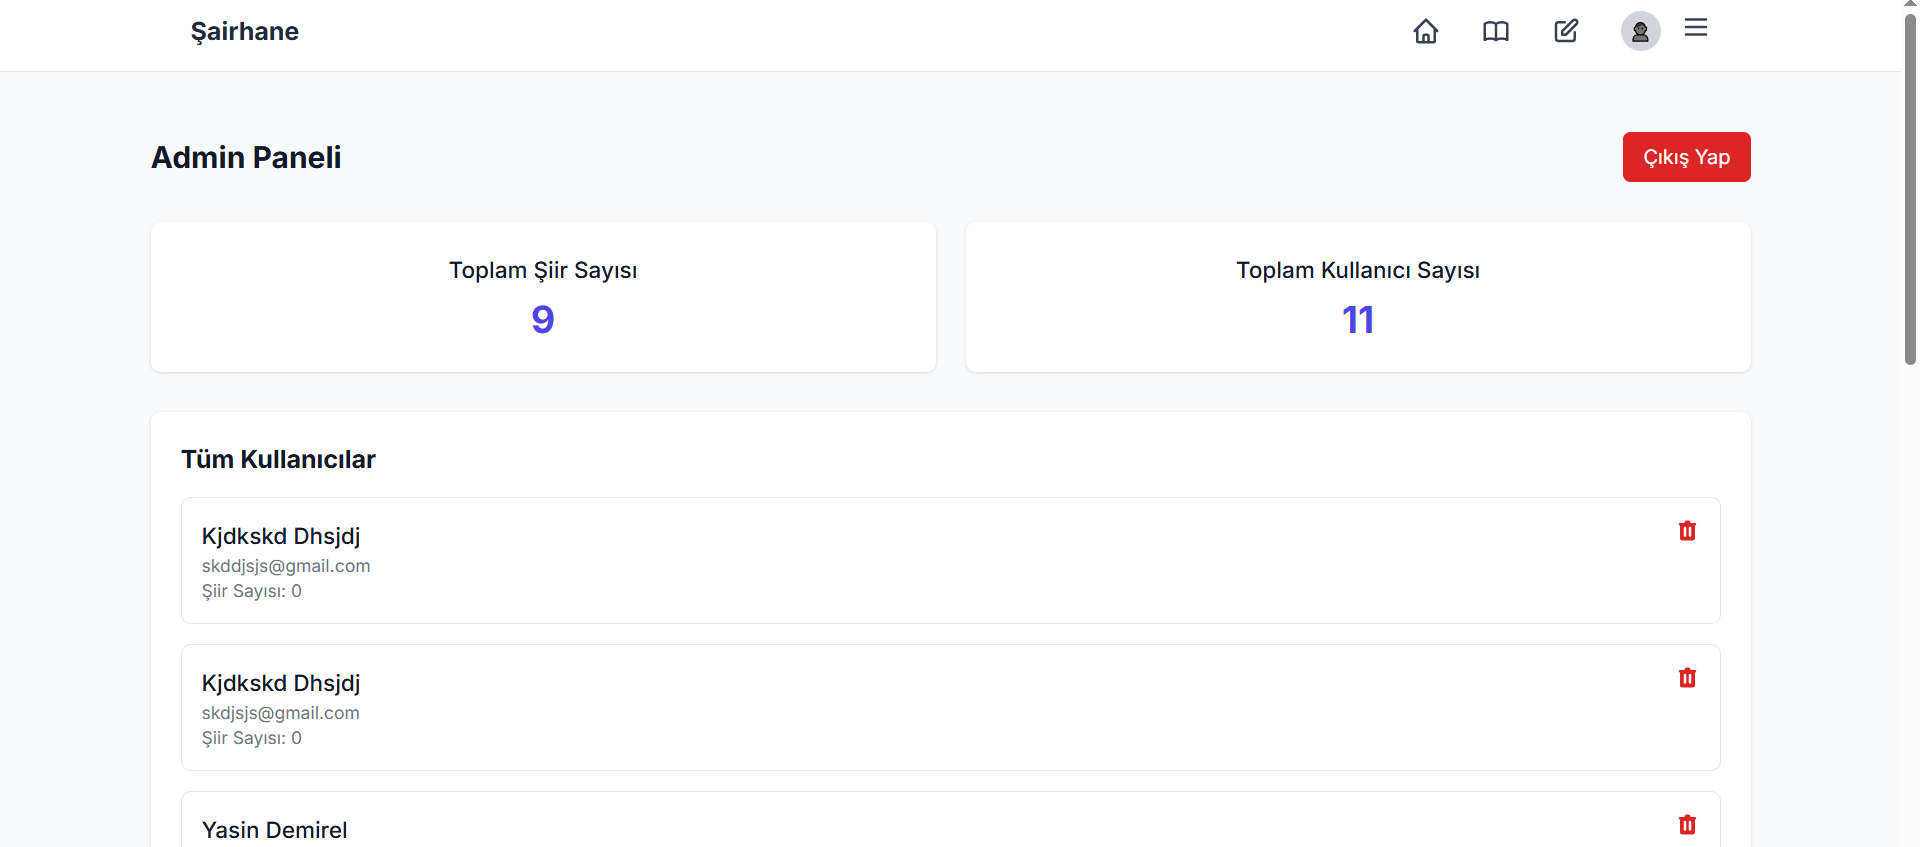 Şairhane
Admin Paneli
Çıkış Yap
Toplam Şiir Sayısı
9
Toplam Kullanıcı Sayısı
11
Tüm Kullanıcılar
Kjdkskd Dhsjdj
skddjsjs@gmail.com
Şiir Sayısı: 0
Kjdkskd Dhsjdj
skdjsjs@gmail.com
Şiir Sayısı: 0
Yasin Demirel